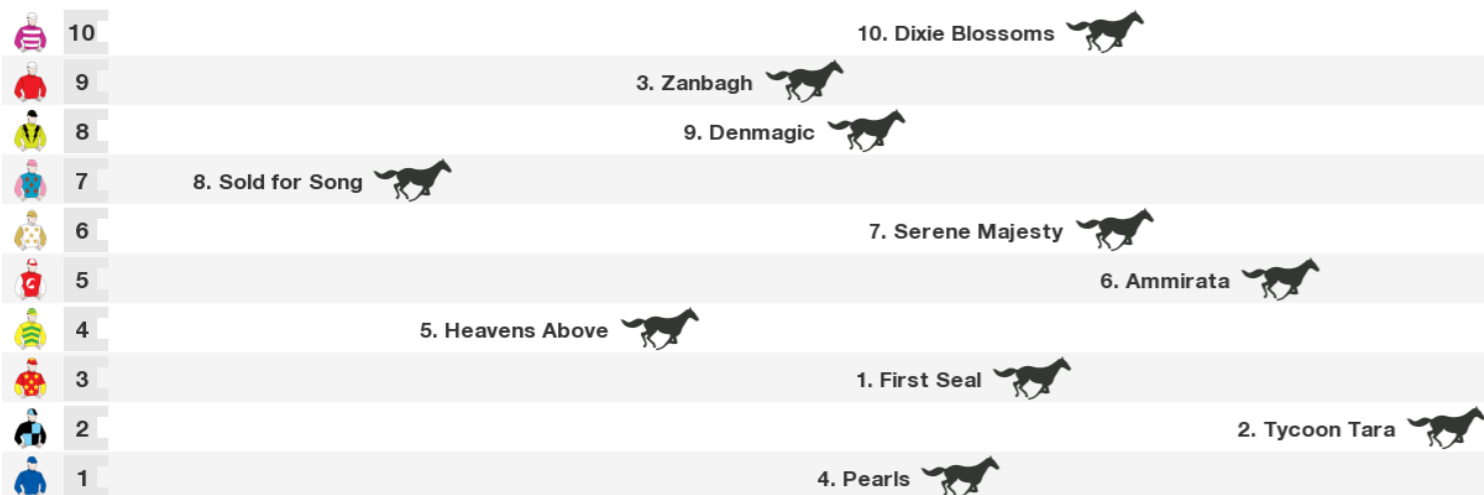 10 10. Dixie Blossoms
9 3. Zanbagh
8 9. Denmagic
7 8. Sold for Song
6 7. Serene Majesty
5 6. Ammirata
4 5. Heavens Above
3 1. First Seal
2 2. Tycoon Tara
1 4. Pearls